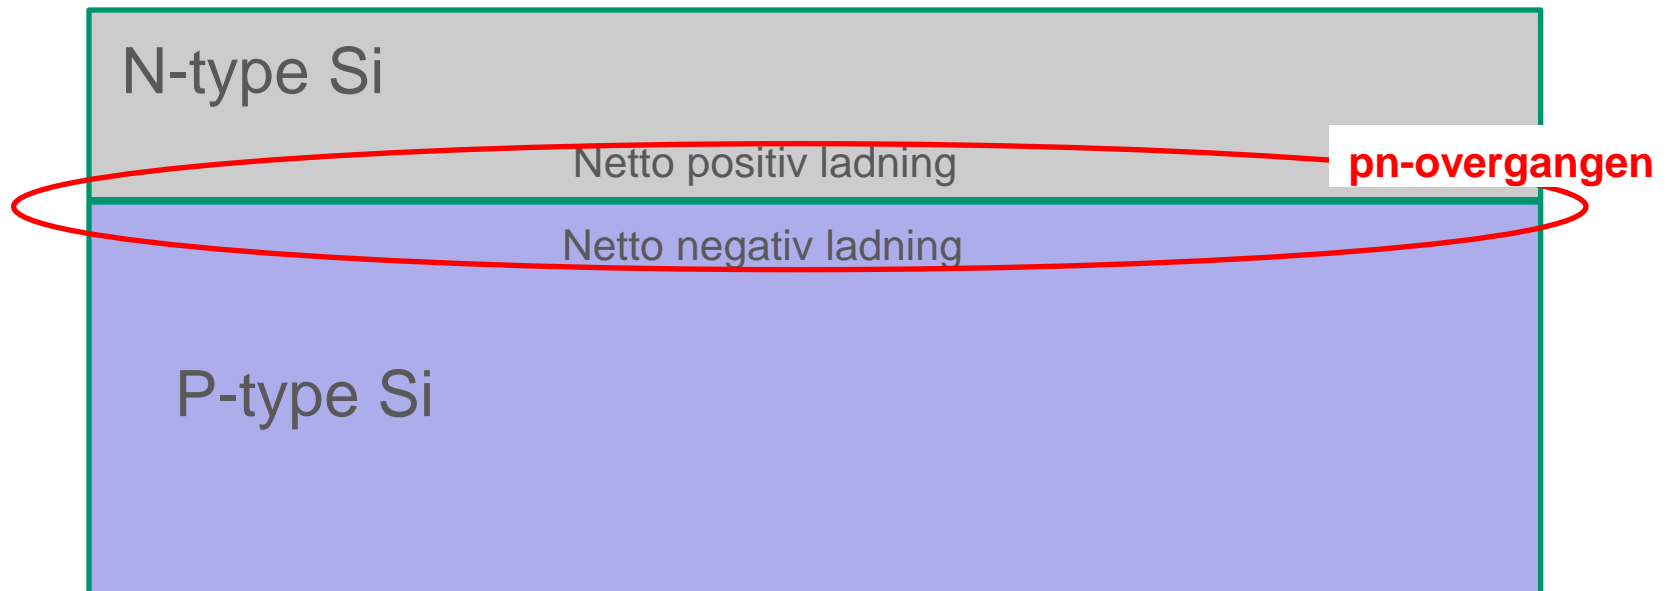 N-type Si
Netto positiv ladning
pn-overgangen
Netto negativ ladning
P-type Si